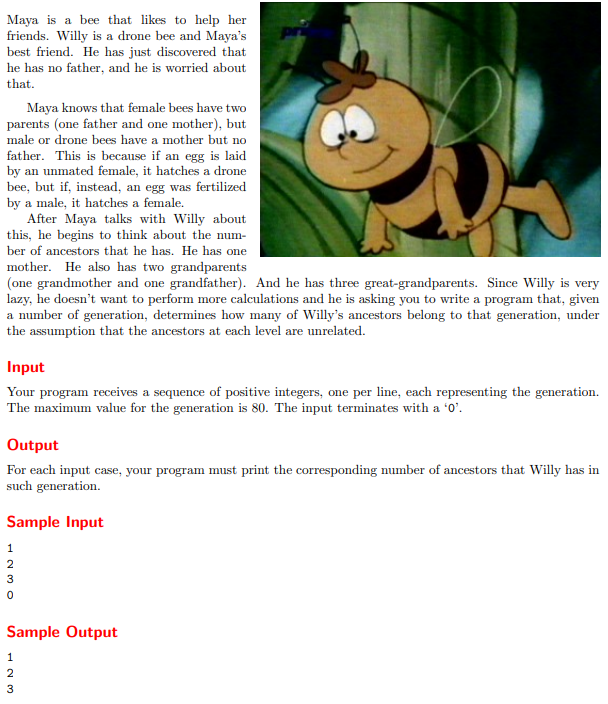 Maya is a bee that likes to help her
friends. Willy is a drone bee and Maya's
best friend. He has just discovered that
he has no father, and he is worried about
that.
Maya knows that female bees have two
parents (one father and one mother), but
male or drone bees have a mother but no
father. This is because if an egg is laid
by an unmated female, it hatches a drone
bee, but if, instead, an egg was fertilized
by a male, it hatches a female.
After Maya talks with Willy about
this, he begins to think about the num-
ber of ancestors that he has. He has one
mother. He also has two grandparents
(one grandmother and one grandfather). And he has three great-grandparents. Since Willy is very
lazy, he doesn't want to perform more calculations and he is asking you to write a program that, given
a number of generation, determines how many of Willy's ancestors belong to that generation, under
the assumption that the ancestors at each level are unrelated.
Input
Your program receives a sequence of positive integers, one per line, each representing the generation.
The maximum value for the generation is 80. The input terminates with a ‘0’.
Output
For each input case, your program must print the corresponding number of ancestors that Willy has in
such generation.
Sample Input
1
2
3
0
Sample Output
1
2
3